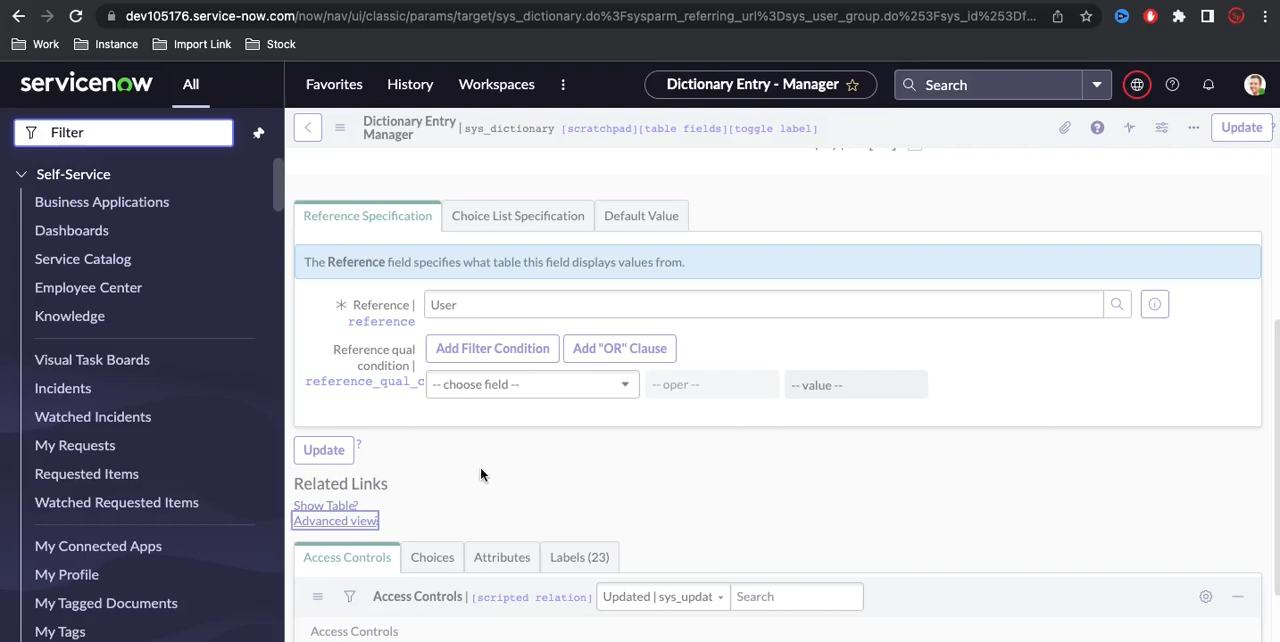 dev105176.service-now.com/now/nav/ui/classic/params/target/sys_dictionary.do%3Fsysparm_referring_url%3Dsys_user_group.do%253Fsys_id%253Df...
Work Instance Import Link Stock
servicenow All Favorites History Workspaces Dictionary Entry - Manager Search
Filter
Dictionary Entry
Manager
sys_dictionary [scratchpad][table fields][toggle label]
Update
Self-Service
Business Applications
Dashboards
Service Catalog
Employee Center
Knowledge
Visual Task Boards
Incidents
Watched Incidents
My Requests
Requested Items
Watched Requested Items
My Connected Apps
My Profile
My Tagged Documents
My Tags
Reference Specification Choice List Specification Default Value
The Reference field specifies what table this field displays values from.
Reference |
reference
User
Reference qual
condition |
reference_qual_c
Add Filter Condition Add "OR" Clause
-- choose field -- -- oper -- -- value --
Update ?
Related Links
Show Table?
Advanced view
Access Controls Choices Attributes Labels (23)
Access Controls | [scripted relation] Updated | sys_updat Search
Access Controls